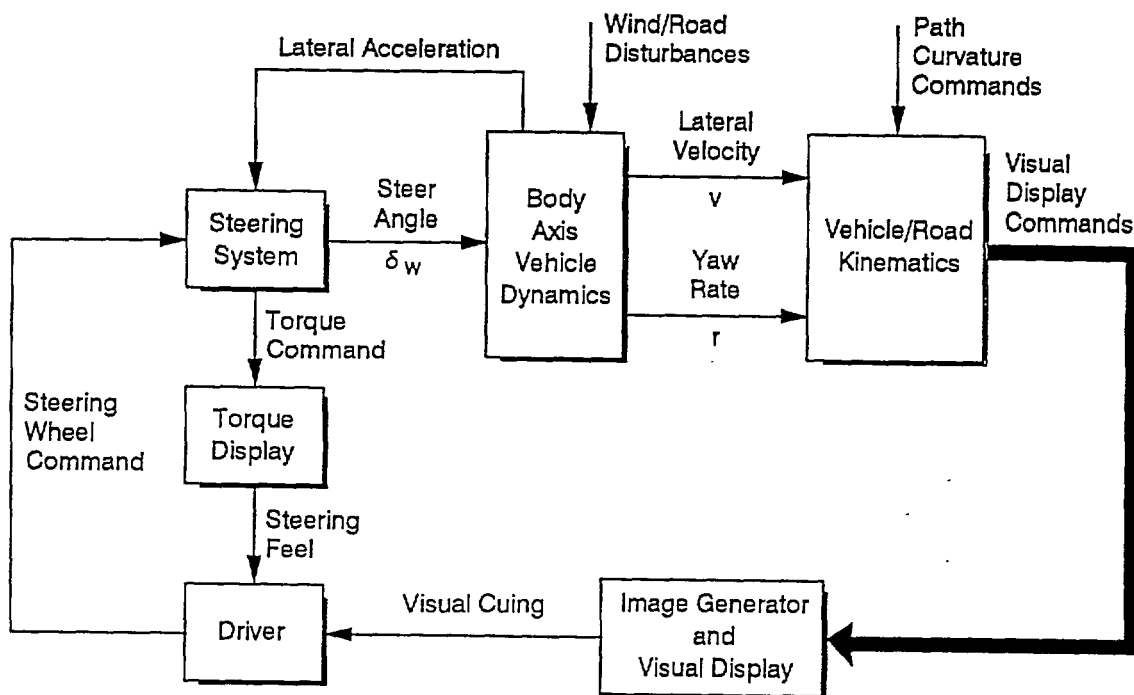 Wind/Road
Disturbances
Path
Curvature
Commands
Lateral Acceleration
Lateral
Velocity
v
Visual
Display
Commands
Steer
Angle
δw
Steering
System
Body
Axis
Vehicle
Dynamics
Vehicle/Road
Kinematics
Yaw
Rate
r
Torque
Command
Steering
Wheel
Command
Torque
Display
Steering
Feel
Driver
Visual Cuing
Image Generator
and
Visual Display